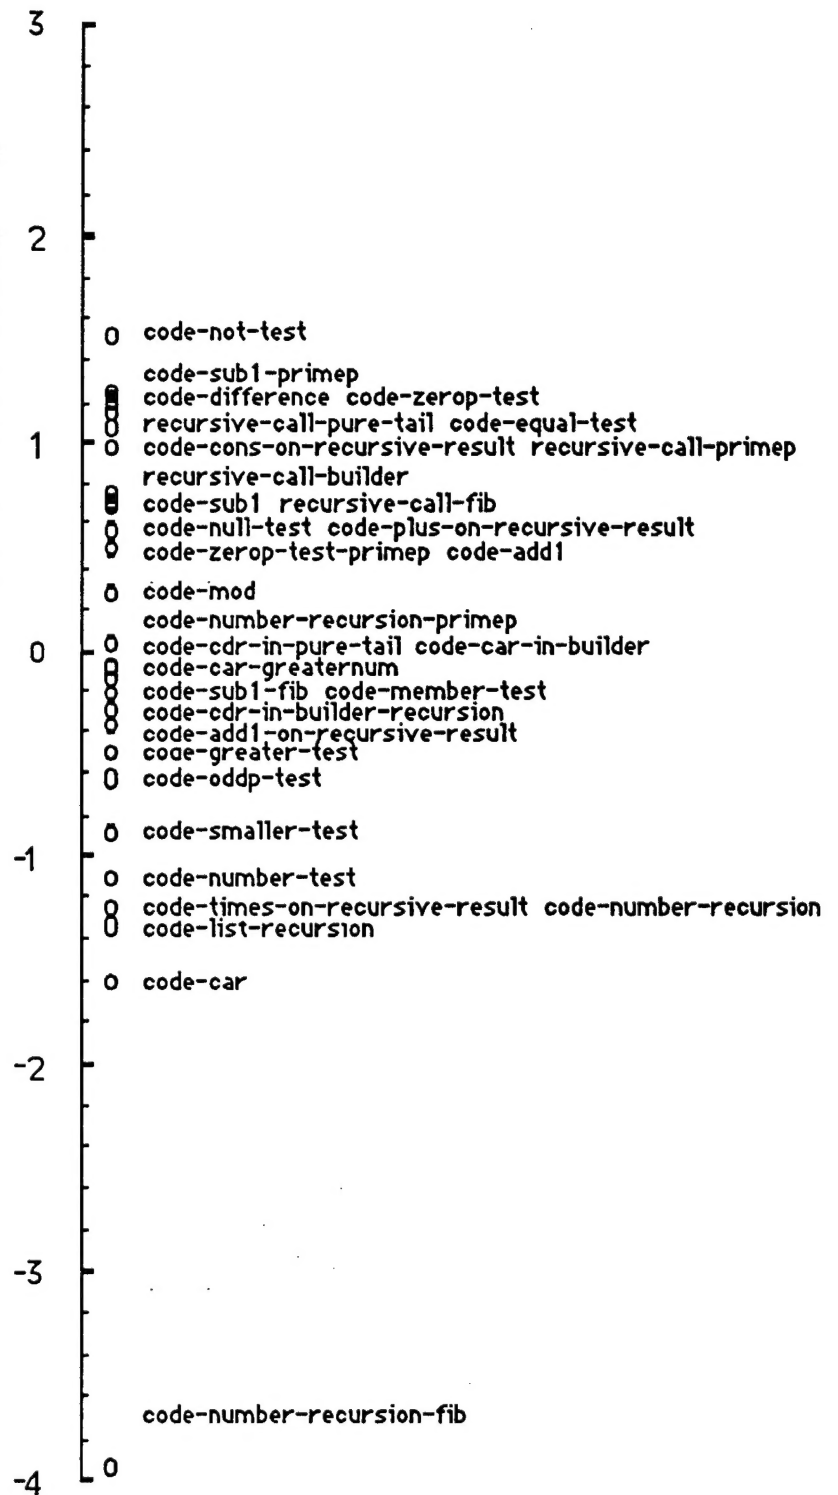 3
2
code-not-test
code-sub1-primep
code-difference code-zerop-test
recursive-call-pure-tail code-equal-test
1 code-cons-on-recursive-result recursive-call-primep
recursive-call-builder
code-sub1 recursive-call-fib
code-null-test code-plus-on-recursive-result
code-zerop-test-primep code-add1
code-mod
code-number-recursion-primep
0 code-cdr-in-pure-tail code-car-in-builder
code-car-greaternum
code-sub1-fib code-member-test
code-cdr-in-builder-recursion
code-add1-on-recursive-result
code-greater-test
code-oddp-test
code-smaller-test
-1
code-number-test
code-times-on-recursive-result code-number-recursion
code-list-recursion
code-car
-2
-3
code-number-recursion-fib
-4